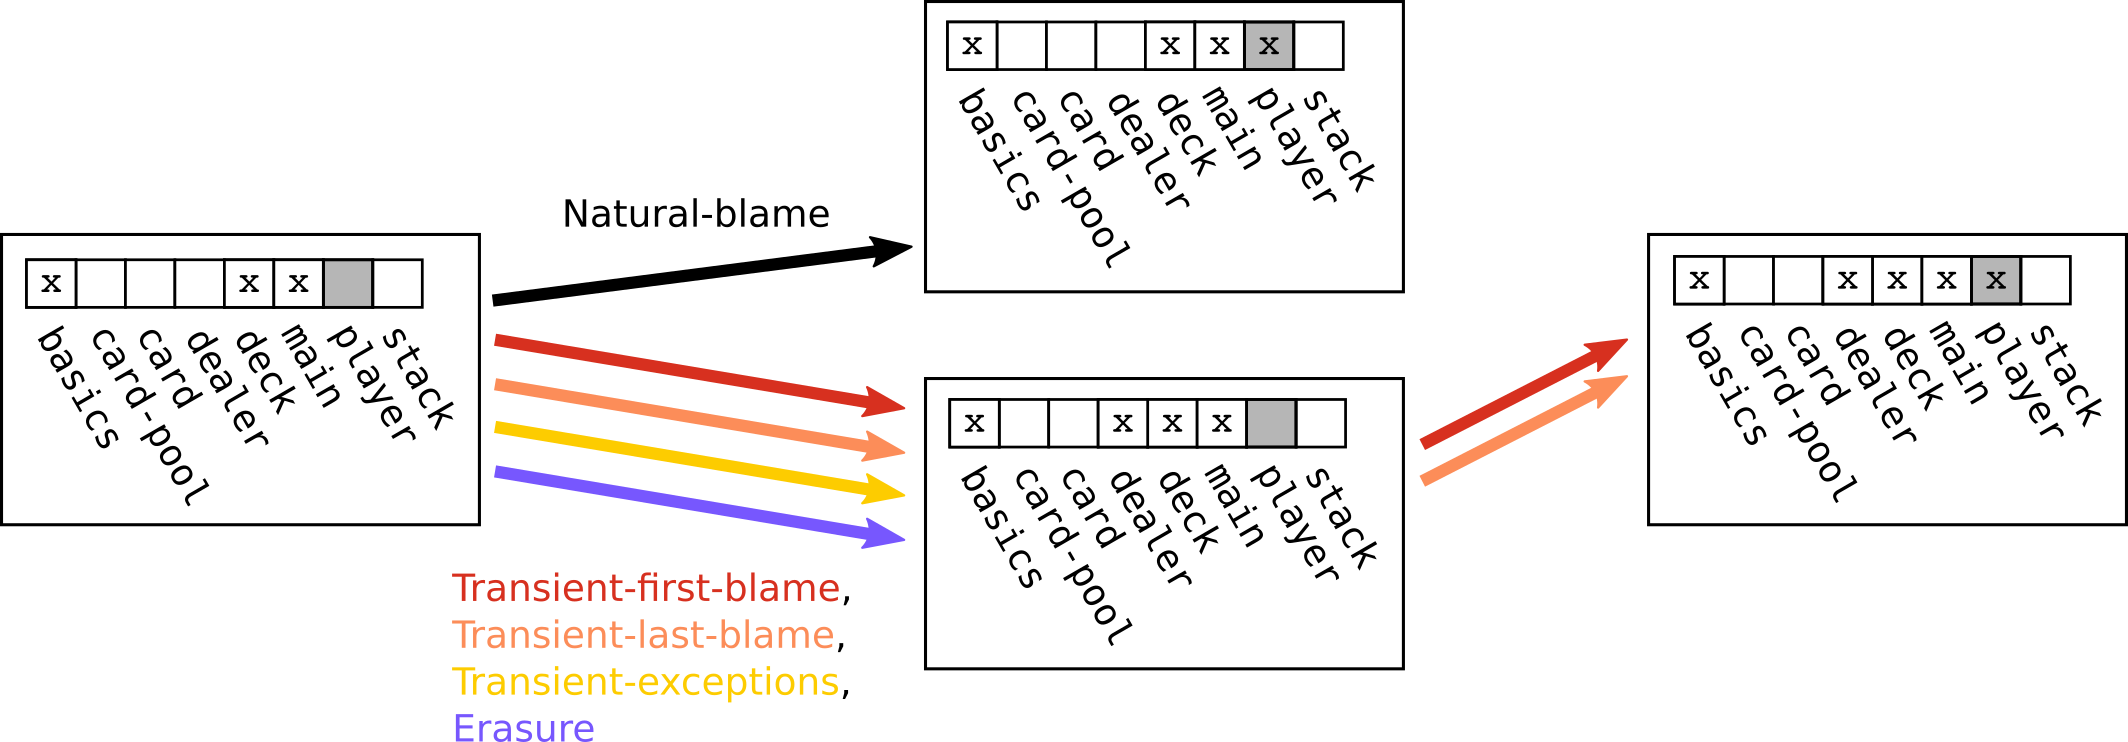 x x x x
basics card-pool card dealer deck main player stack
Natural-blame
x x x
basics card-pool card dealer deck main player stack
x x x x x
basics card-pool card dealer deck main player stack
x x x x
basics card-pool card dealer deck main player stack
Transient-first-blame,
Transient-last-blame,
Transient-exceptions,
Erasure